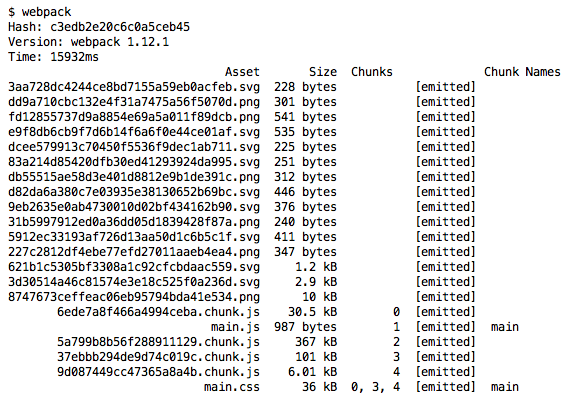 $ webpack
Hash: c3edb2e20c6c0a5ceb45
Version: webpack 1.12.1
Time: 15932ms
Asset Size Chunks Chunk Names
3aa728dc4244ce8bd7155a59eb0acfeb.svg 228 bytes [emitted]
dd9a710cbc132e4f31a7475a56f5070d.png 301 bytes [emitted]
fd12855737d9a8854e69a5a011f89dcb.png 541 bytes [emitted]
e9f8db6cb9f7d6b14f6a6f0e44ce01af.svg 535 bytes [emitted]
dcee579913c70450f5536f9dec1ab711.svg 225 bytes [emitted]
83a214d85420dfb30ed41293924da995.svg 251 bytes [emitted]
db55515ae58d3e401d8812e9b1de391c.png 312 bytes [emitted]
d82da6a380c7e03935e38130652b69bc.svg 446 bytes [emitted]
9eb2635e0ab4730010d02bf434162b90.svg 376 bytes [emitted]
31b5997912ed0a36dd05d1839428f87a.png 240 bytes [emitted]
5912ec33193af726d13aa50d1c6b5c1f.svg 411 bytes [emitted]
227c2812df4ebe77efd27011aaeb4ea4.png 347 bytes [emitted]
621b1c5305bf3308a1c92cfcbdaac559.svg 1.2 kB [emitted]
3d30514a46c81574e3e18c525f0a236d.svg 2.9 kB [emitted]
8747673ceffeac06eb95794bda41e534.png 10 kB [emitted]
6ede7a8f466a4994ceba.chunk.js 30.5 kB 0 [emitted]
main.js 987 bytes 1 [emitted] main
5a799b8b56f288911129.chunk.js 367 kB 2 [emitted]
37ebbb294de9d74c019c.chunk.js 101 kB 3 [emitted]
9d087449cc47365a8a4b.chunk.js 6.01 kB 4 [emitted]
main.css 36 kB 0, 3, 4 [emitted] main